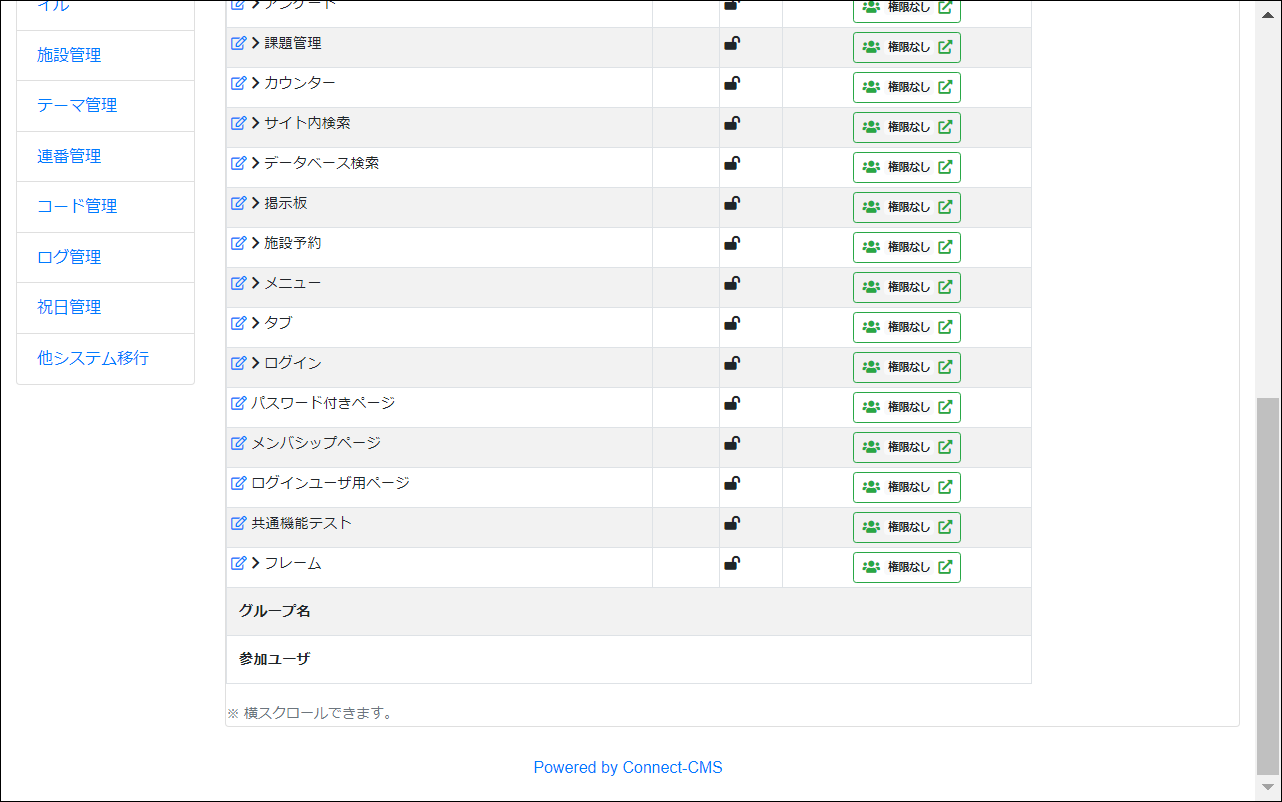 イル
施設管理
テーマ管理
連番管理
コード管理
ログ管理
祝日管理
他システム移行
アンケート 権限なし
課題管理 権限なし
カウンター 権限なし
サイト内検索 権限なし
データベース検索 権限なし
掲示板 権限なし
施設予約 権限なし
メニュー 権限なし
タブ 権限なし
ログイン 権限なし
パスワード付きページ 権限なし
メンバシップページ 権限なし
ログインユーザ用ページ 権限なし
共通機能テスト 権限なし
フレーム 権限なし
グループ名
参加ユーザ
※ 横スクロールできます。
Powered by Connect-CMS